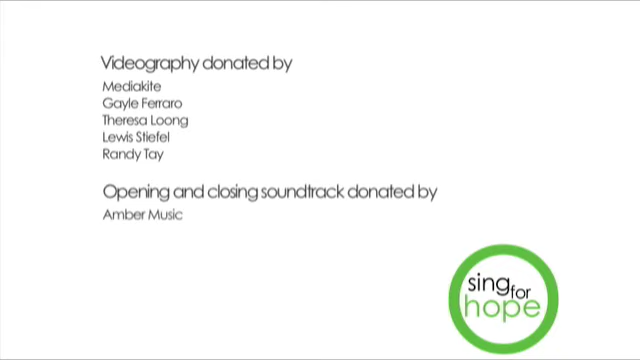 Videography donated by
Mediakite
Gayle Ferraro
Theresa Loong
Lewis Stiefel
Randy Tay
Opening and closing soundtrack donated by
Amber Music
sing for
hope